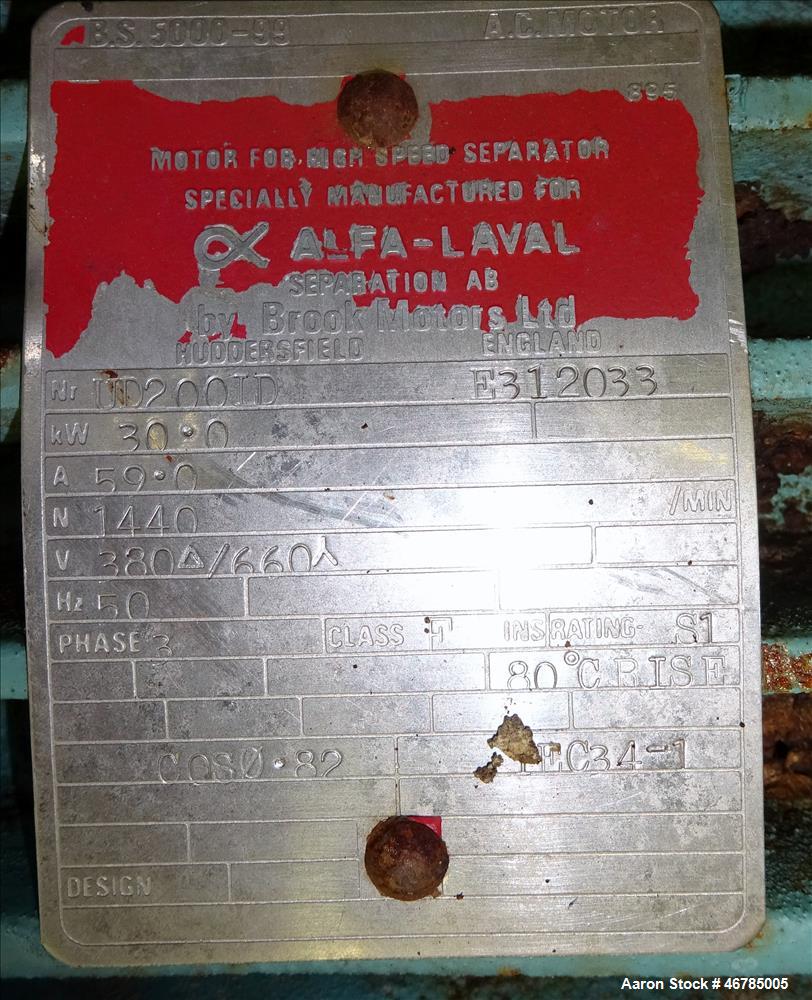 B.S. 5000-99 A.C. MOTOR
895
MOTOR FOR HIGH SPEED SEPARATOR
SPECIALLY MANUFACTURED FOR
ALFA-LAVAL
SEPARATION AB
by Brook Motors Ltd
HUDDERSFIELD ENGLAND
Nr UD200ID E312033
kW 30·0
A 59·0
N 1440 /MIN
V 380Δ/660⅄
Hz 50
PHASE 3 CLASS F INS RATING- S1
80°C RISE
COSØ·82 IEC34-1
DESIGN
Aaron Stock # 46785005